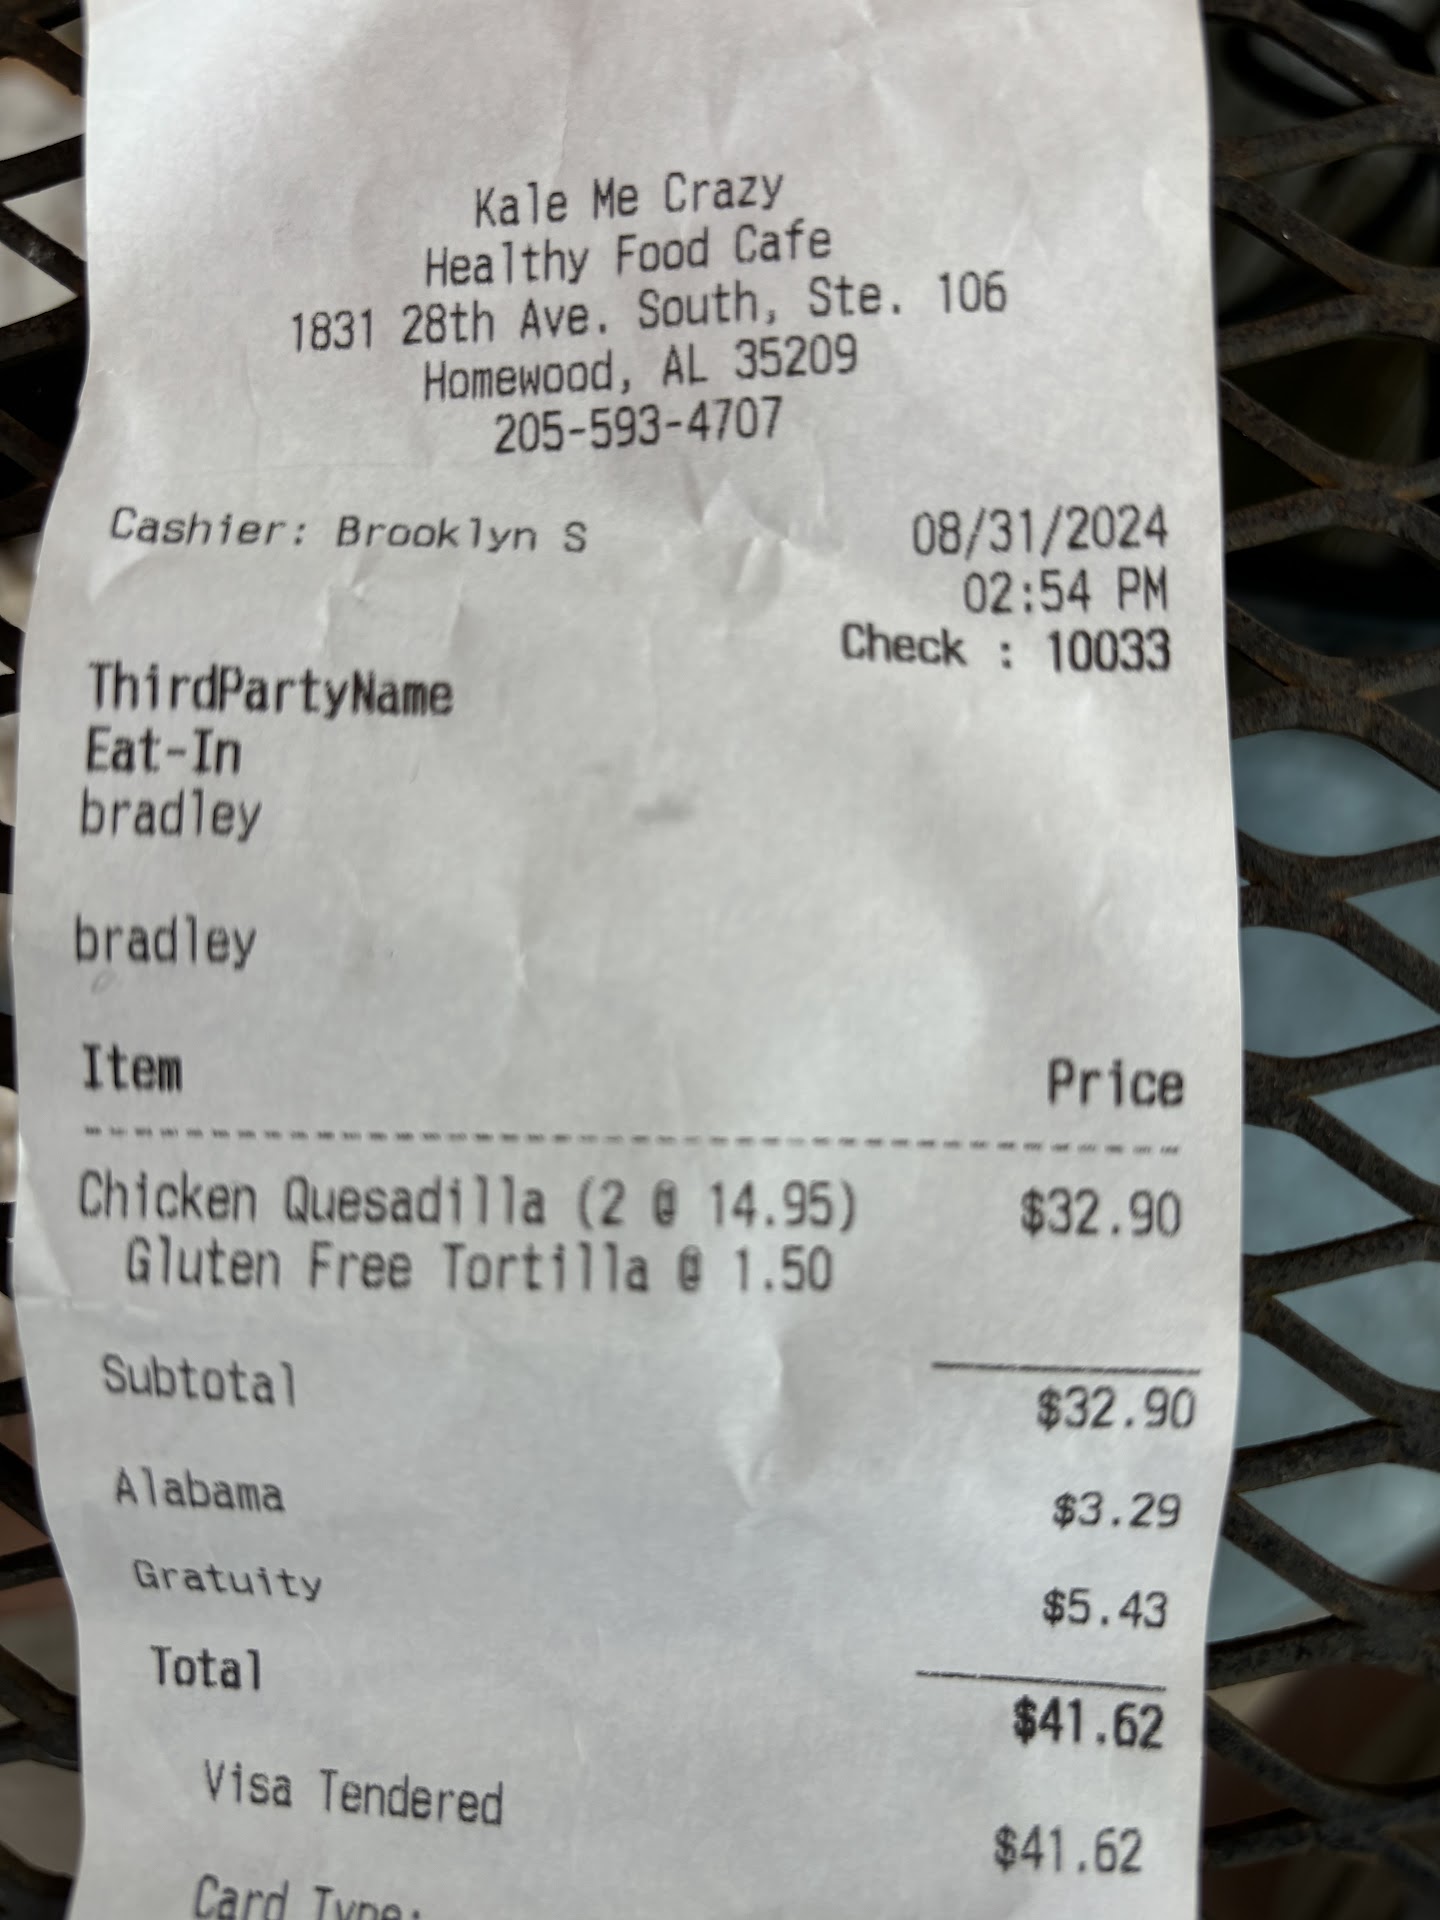 Kale Me Crazy
Healthy Food Cafe
1831 28th Ave. South, Ste. 106
Homewood, AL 35209
205-593-4707
Cashier: Brooklyn S 08/31/2024
02:54 PM
Check : 10033
ThirdPartyName
Eat-In
bradley
bradley
Item Price
Chicken Quesadilla (2 @ 14.95) $32.90
Gluten Free Tortilla @ 1.50
Subtotal $32.90
Alabama $3.29
Gratuity $5.43
Total $41.62
Visa Tendered $41.62
Card Type: